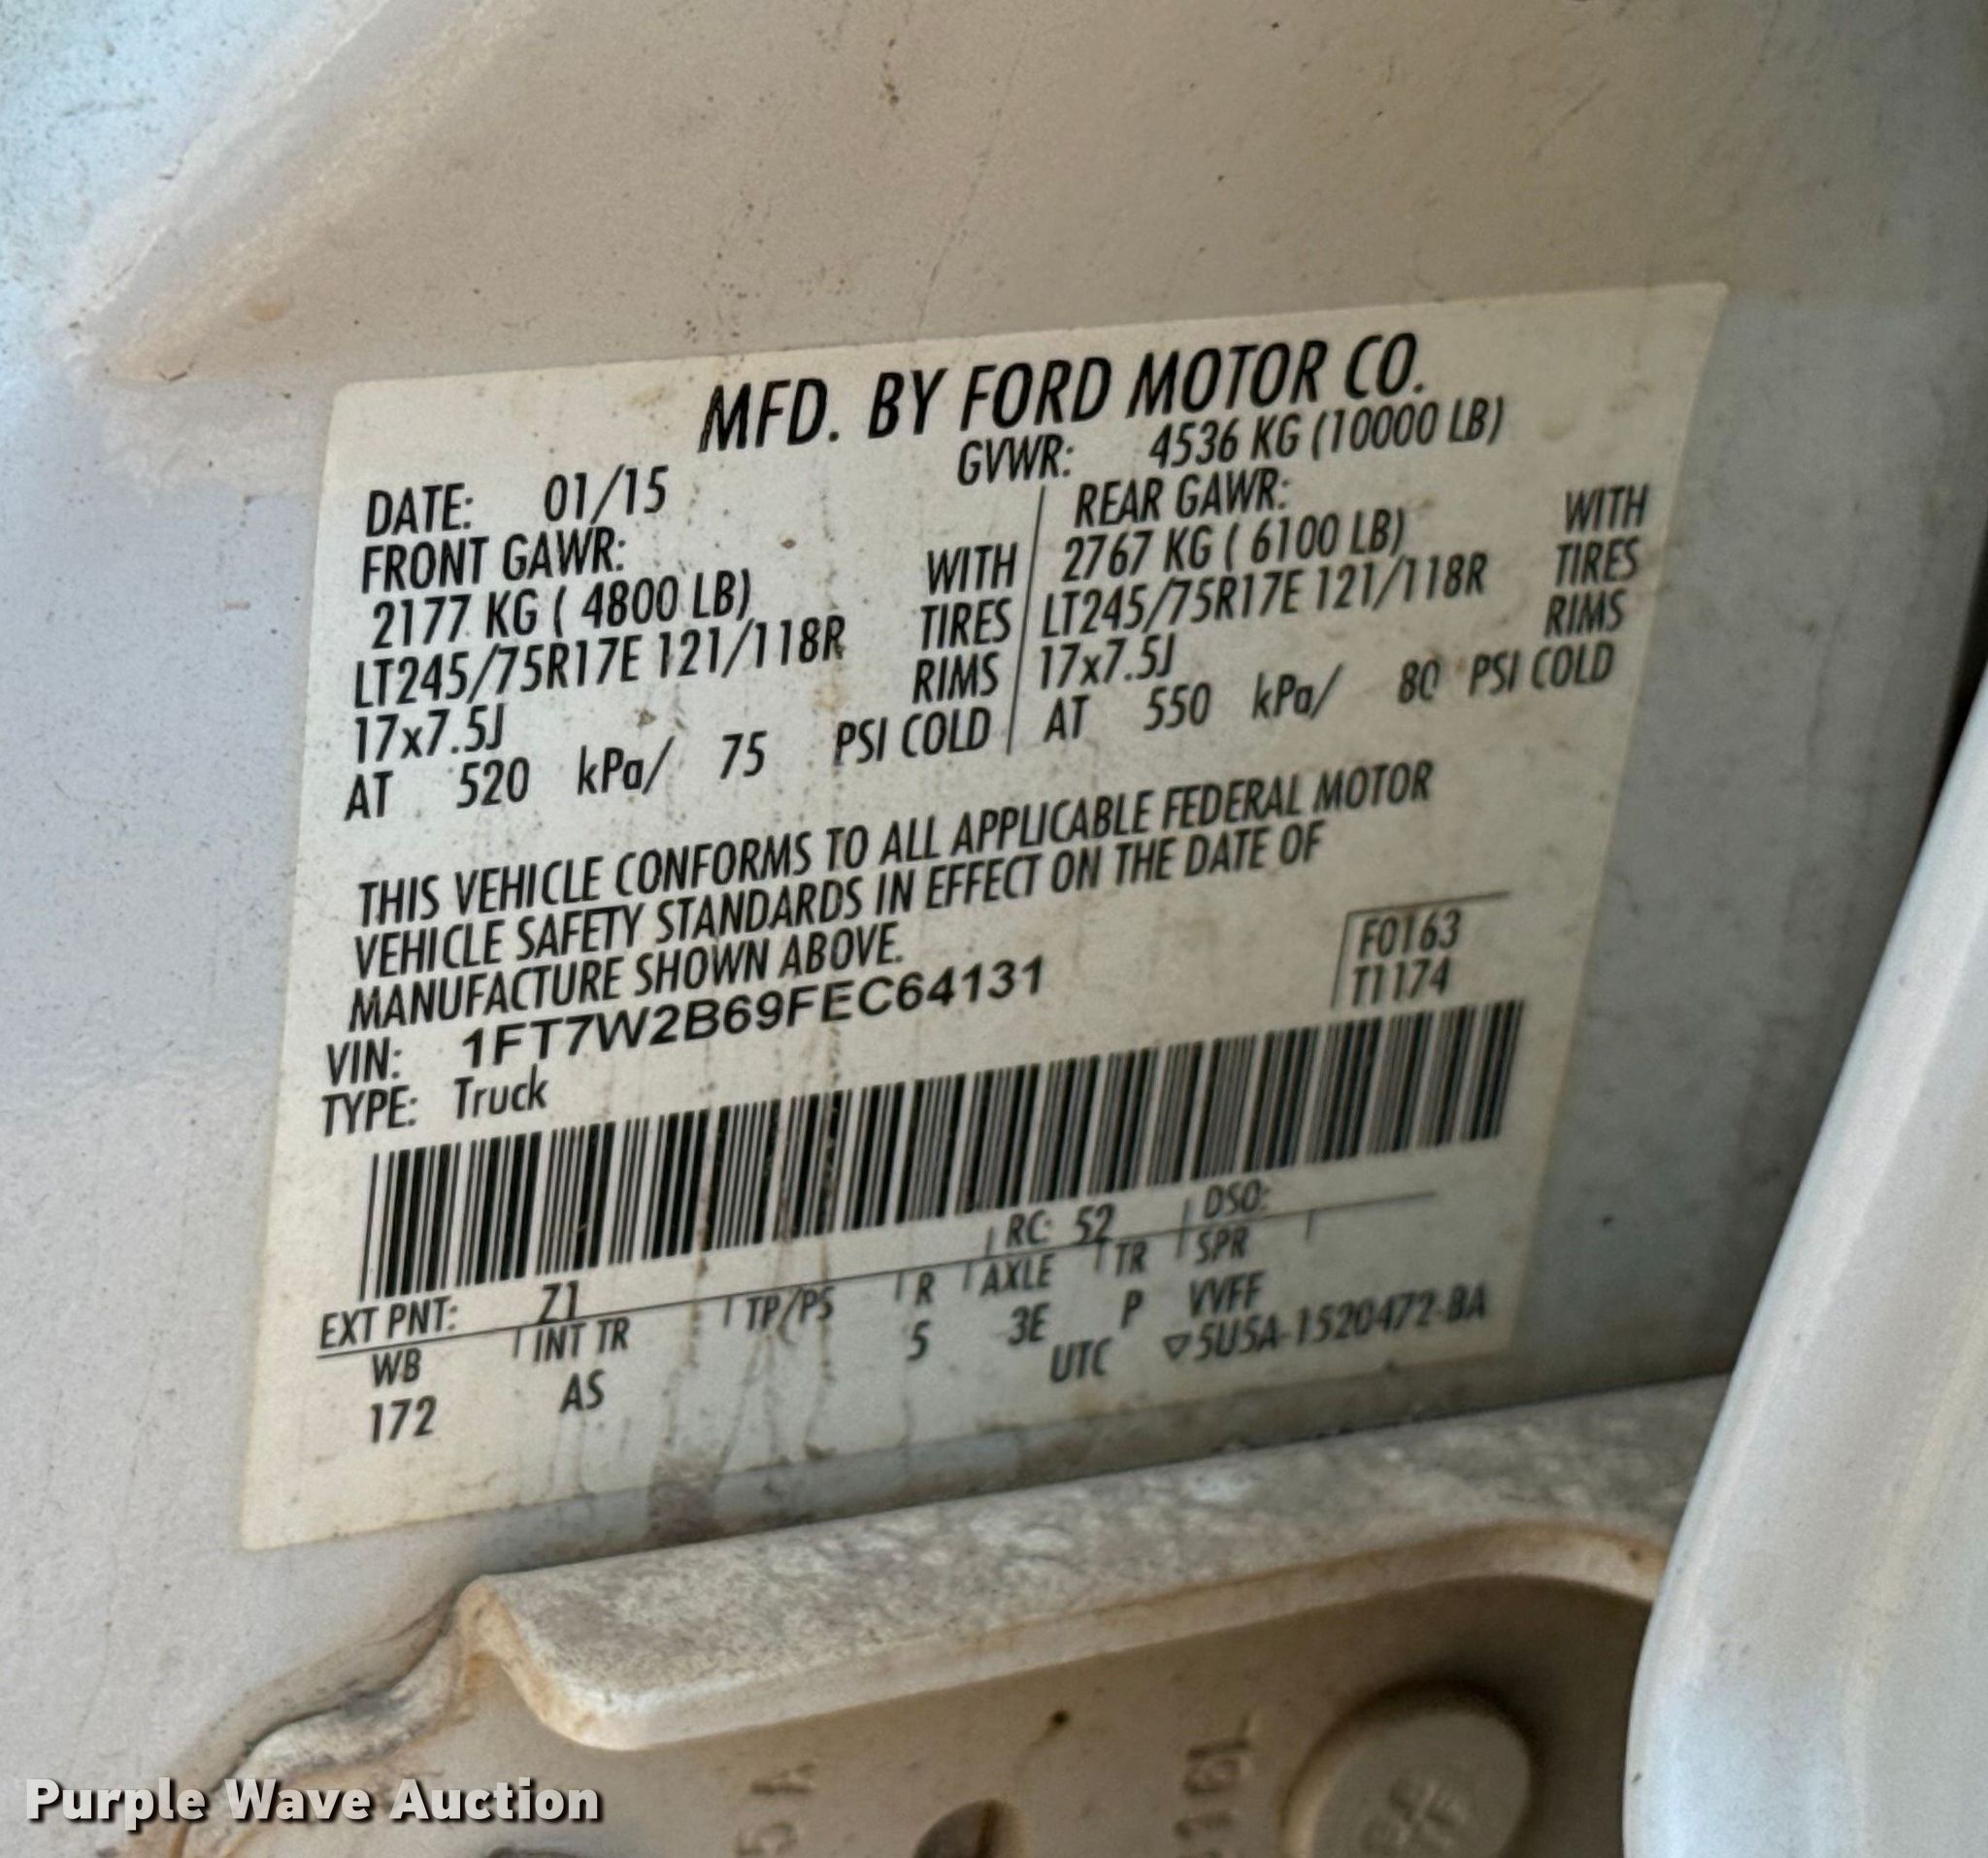 MFD. BY FORD MOTOR CO.
DATE: 01/15 GVWR: 4536 KG (10000 LB)
FRONT GAWR: REAR GAWR:
2177 KG ( 4800 LB) WITH 2767 KG ( 6100 LB) WITH
LT245/75R17E 121/118R TIRES LT245/75R17E 121/118R TIRES
17x7.5J RIMS 17x7.5J RIMS
AT 520 kPa/ 75 PSI COLD AT 550 kPa/ 80 PSI COLD
THIS VEHICLE CONFORMS TO ALL APPLICABLE FEDERAL MOTOR
VEHICLE SAFETY STANDARDS IN EFFECT ON THE DATE OF
MANUFACTURE SHOWN ABOVE.
VIN: 1FT7W2B69FEC64131
F0163
T1174
TYPE: Truck
EXT PNT: Z1 RC: 52 DSO:
WB INT TR TP/PS R AXLE TR SPR
172 AS 5 3E P VVFF
UTC ▽5U5A-1520472-BA
Purple Wave Auction